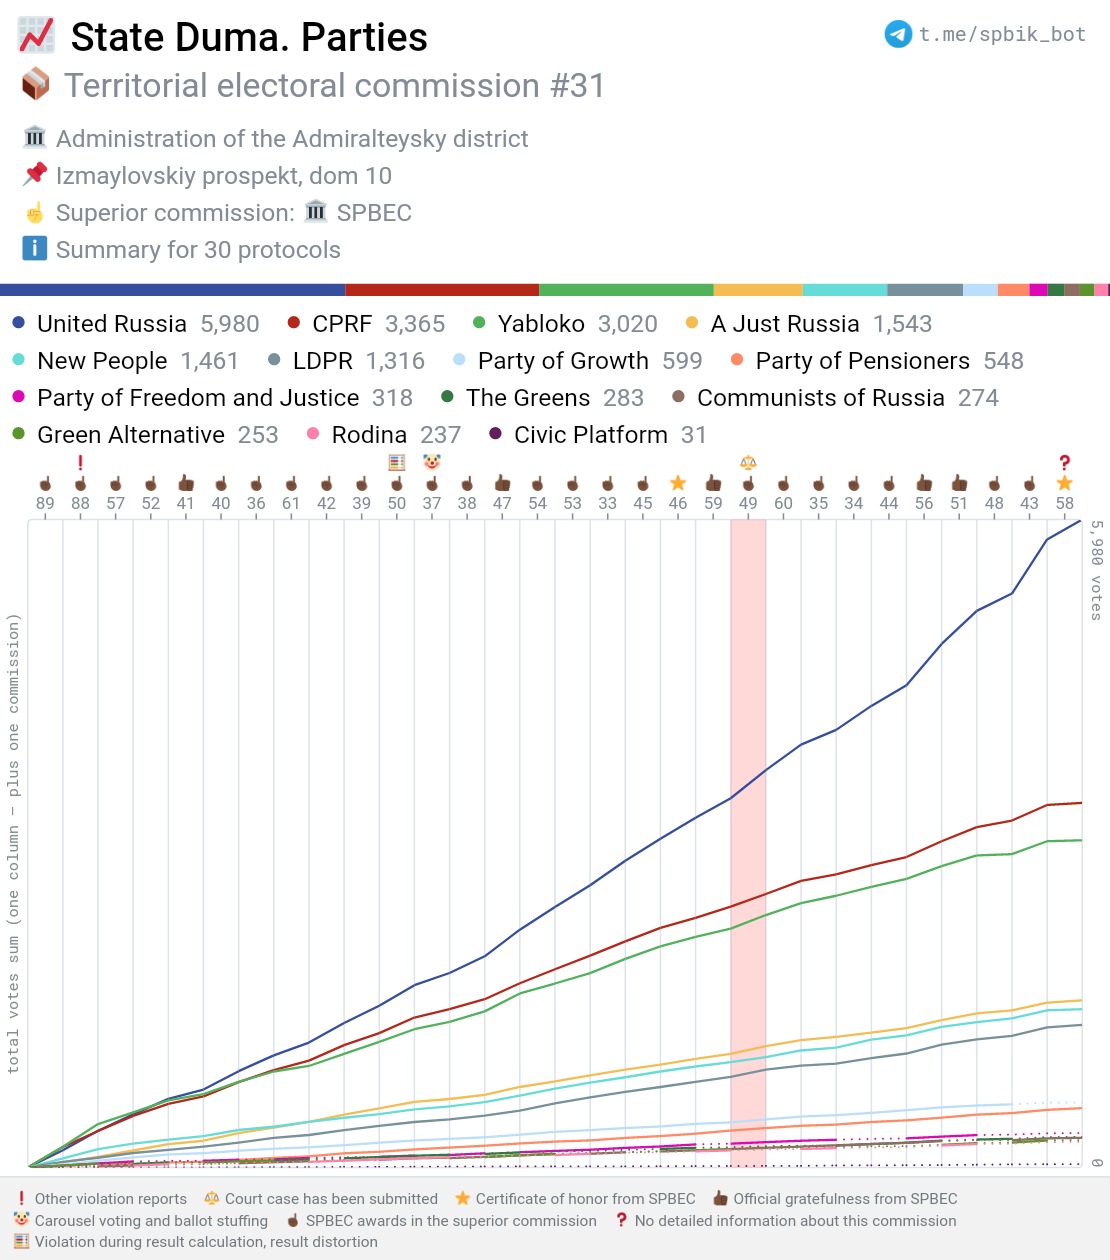 State Duma. Parties
t.me/spbik_bot
Territorial electoral commission #31
Administration of the Admiralteysky district
Izmaylovskiy prospekt, dom 10
Superior commission: SPBEC
Summary for 30 protocols
United Russia 5,980 CPRF 3,365 Yabloko 3,020 A Just Russia 1,543
New People 1,461 LDPR 1,316 Party of Growth 599 Party of Pensioners 548
Party of Freedom and Justice 318 The Greens 283 Communists of Russia 274
Green Alternative 253 Rodina 237 Civic Platform 31
89 88 57 52 41 40 36 61 42 39 50 37 38 47 54 53 33 45 46 59 49 60 35 34 44 56 51 48 43 58
5,980 votes
total votes sum (one column – plus one commission)
0
Other violation reports Court case has been submitted Certificate of honor from SPBEC Official gratefulness from SPBEC
Carousel voting and ballot stuffing SPBEC awards in the superior commission No detailed information about this commission
Violation during result calculation, result distortion